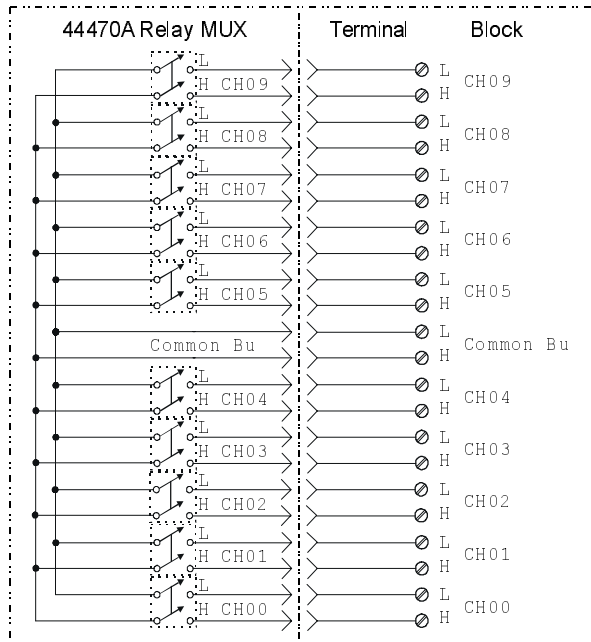 44470A Relay MUX Terminal Block
L L
H CH09 H CH09
L L
H CH08 H CH08
L L
H CH07 H CH07
L L
H CH06 H CH06
L L
H CH05 H CH05
L
Common Bu H Common Bu
L L
H CH04 H CH04
L L
H CH03 H CH03
L L
H CH02 H CH02
L L
H CH01 H CH01
L L
H CH00 H CH00